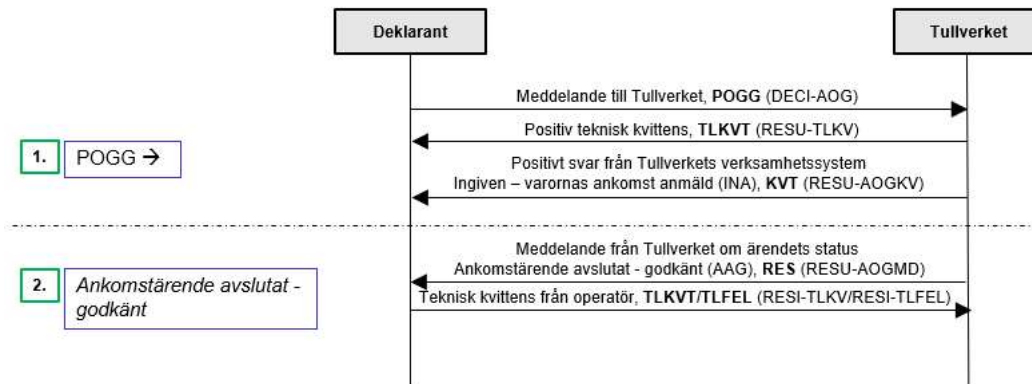 Deklarant
Tullverket
Meddelande till Tullverket, POGG (DECI-AOG)
Positiv teknisk kvittens, TLKVT (RESU-TLKV)
1.
POGG →
Positivt svar från Tullverkets verksamhetssystem
Ingiven – varornas ankomst anmäld (INA), KVT (RESU-AOGKV)
Meddelande från Tullverket om ärendets status
Ankomstärende avslutat - godkänt (AAG), RES (RESU-AOGMD)
2.
Ankomstärende avslutat -
godkänt
Teknisk kvittens från operatör, TLKVT/TLFEL (RESI-TLKV/RESI-TLFEL)